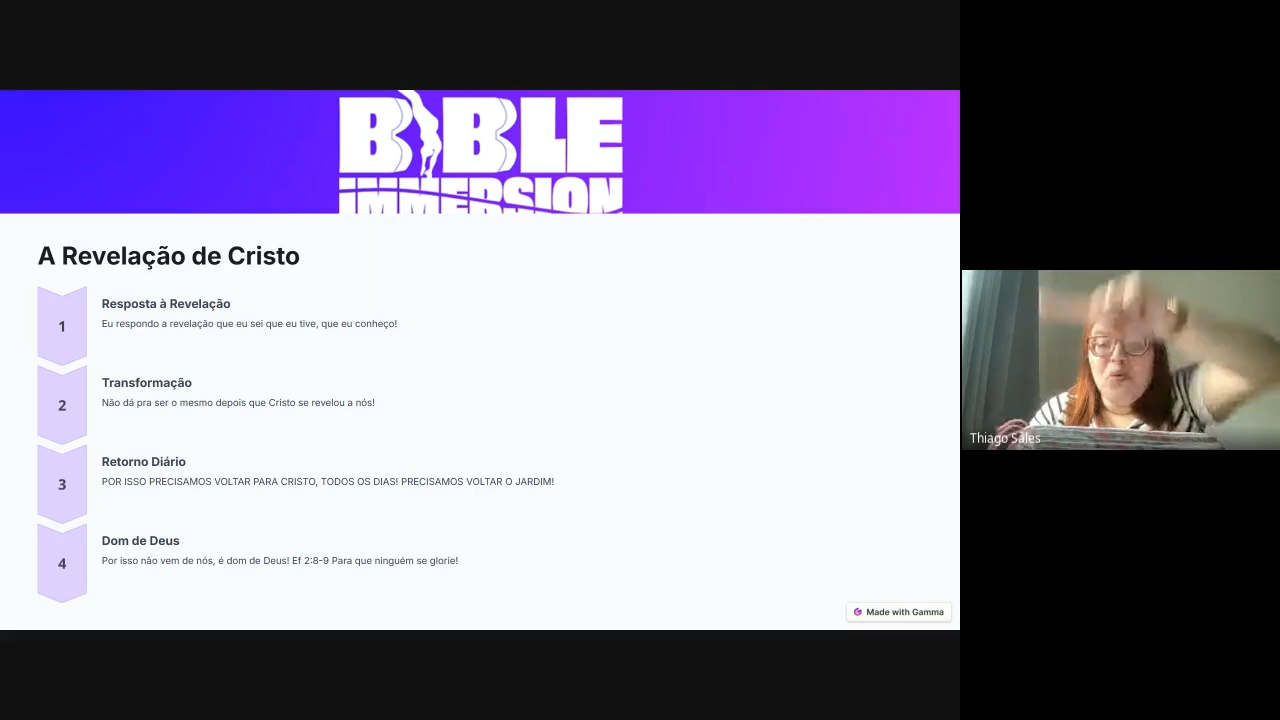 BIBLE
IMMERSION
A Revelação de Cristo
1
Resposta à Revelação
Eu respondo a revelação que eu sei que eu tive, que eu conheço!
2
Transformação
Não dá pra ser o mesmo depois que Cristo se revelou a nós!
3
Retorno Diário
POR ISSO PRECISAMOS VOLTAR PARA CRISTO, TODOS OS DIAS! PRECISAMOS VOLTAR O JARDIM!
4
Dom de Deus
Por isso não vem de nós, é dom de Deus! Ef 2:8-9 Para que ninguém se glorie!
Made with Gamma
Thiago Sales